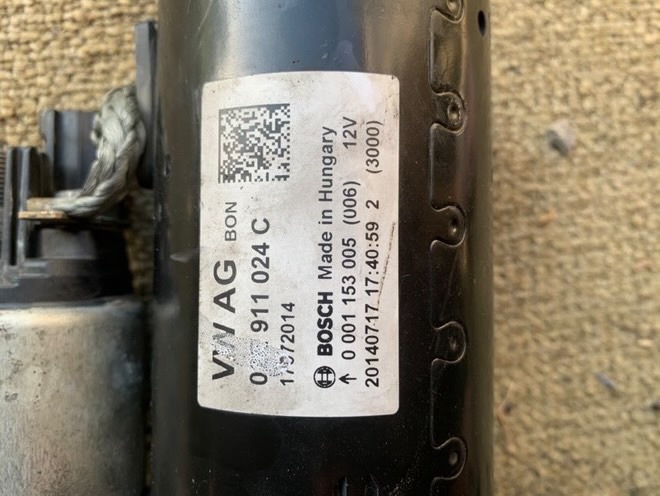 VW AG BON
911 024 C
17072014
BOSCH Made in Hungary
0 001 153 005 (006) 12V
20140717 17:40:59 2 (3000)